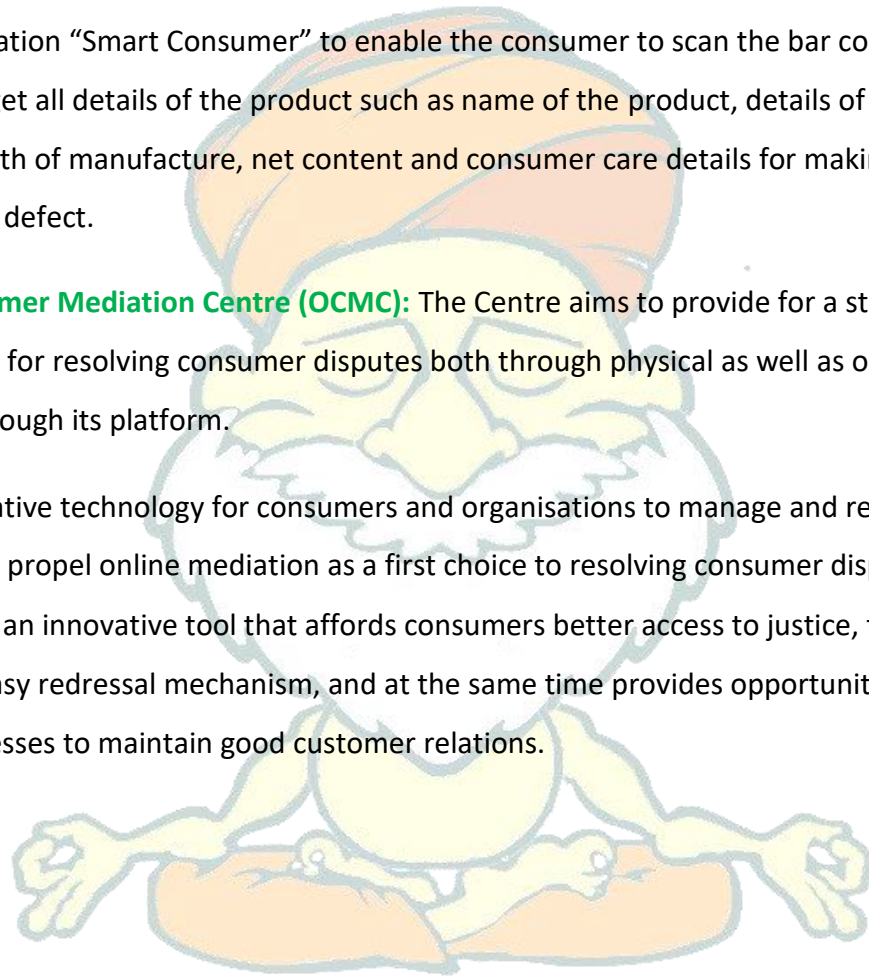 ation “Smart Consumer” to enable the consumer to scan the bar co
et all details of the product such as name of the product, details of
th of manufacture, net content and consumer care details for makin
defect.
mer Mediation Centre (OCMC): The Centre aims to provide for a st
for resolving consumer disputes both through physical as well as o
ough its platform.
ative technology for consumers and organisations to manage and re
propel online mediation as a first choice to resolving consumer disp
an innovative tool that affords consumers better access to justice,
asy redressal mechanism, and at the same time provides opportunit
esses to maintain good customer relations.